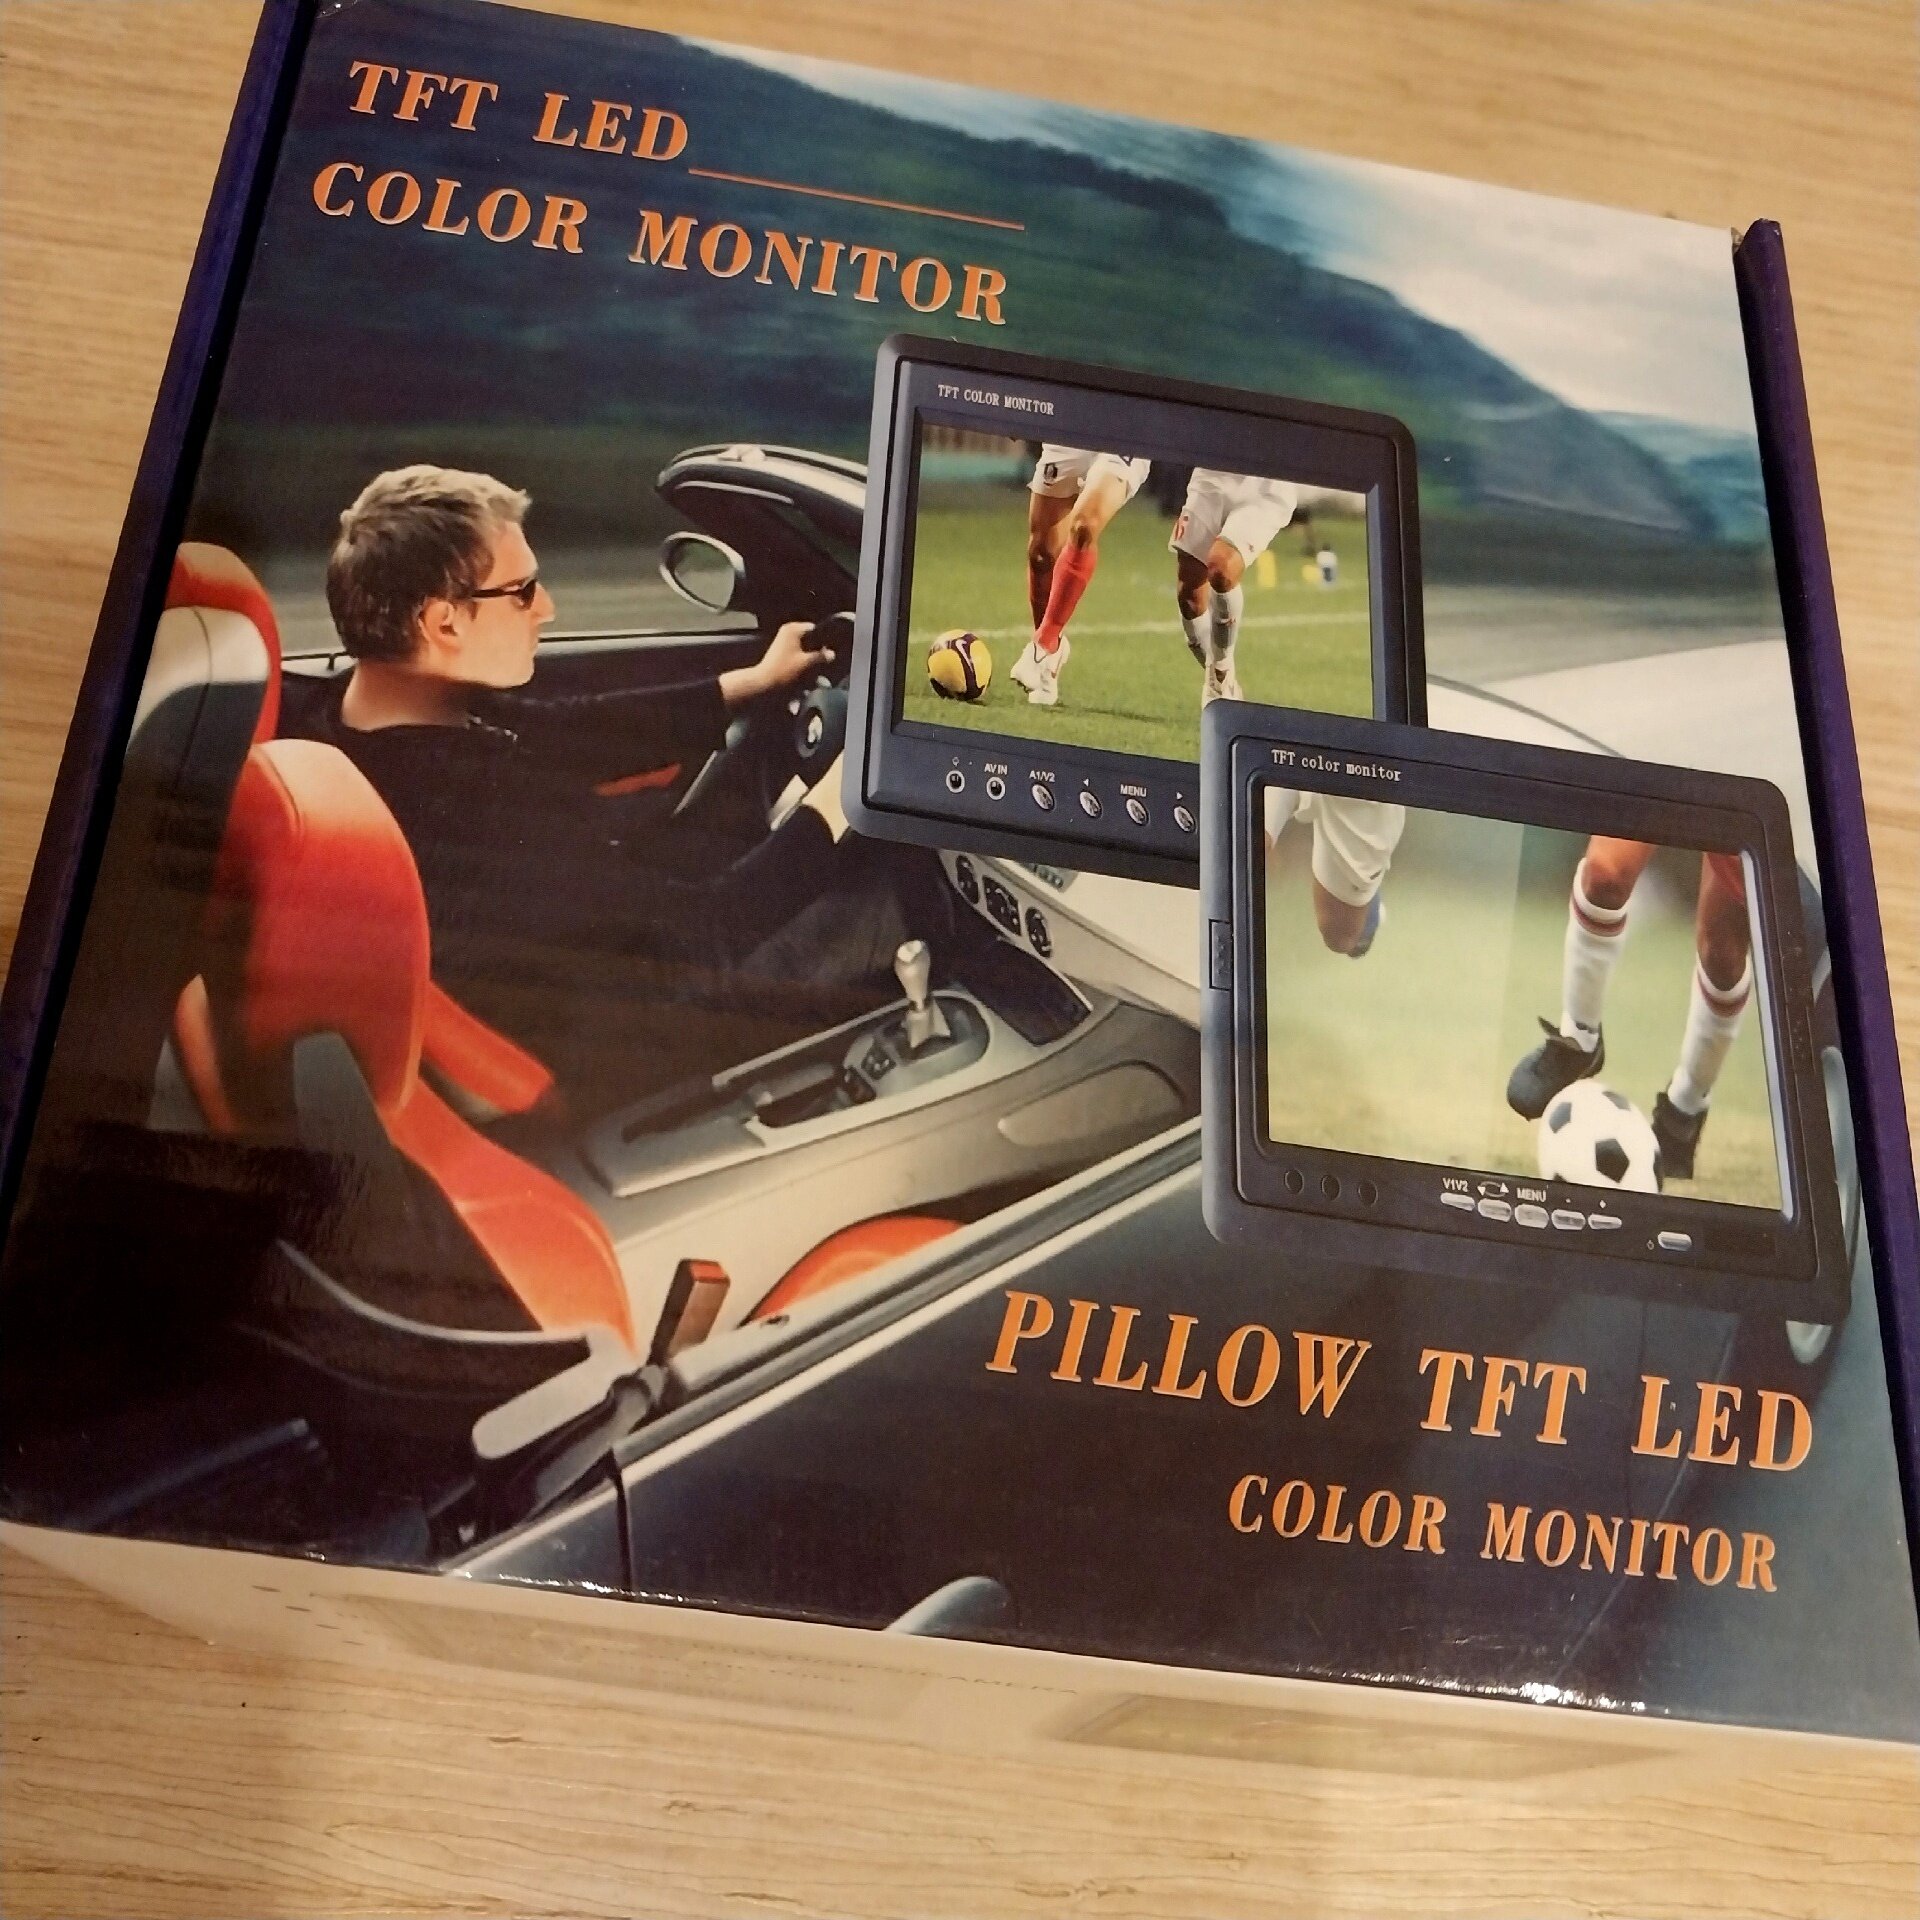 TFT LED
COLOR MONITOR
TFT COLOR MONITOR
AV IN
A1/V2
MENU
TFT color monitor
V1V2
MENU
PILLOW TFT LED
COLOR MONITOR